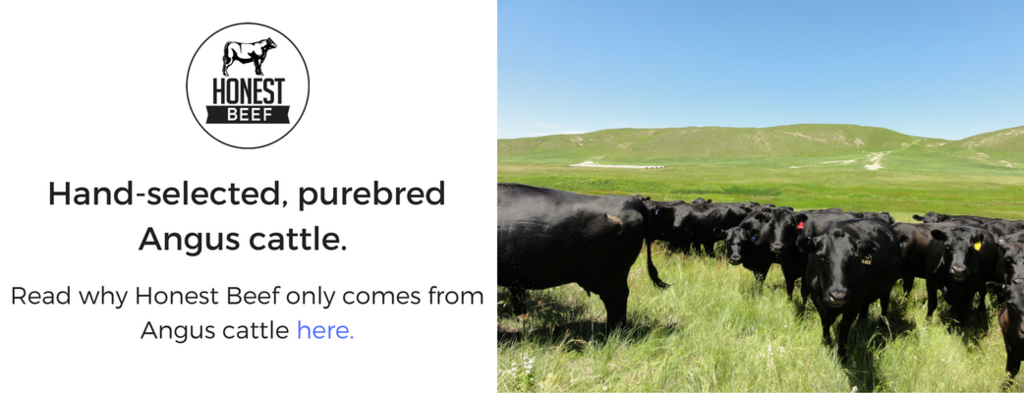 HONEST
BEEF
Hand-selected, purebred
Angus cattle.
Read why Honest Beef only comes from
Angus cattle here.